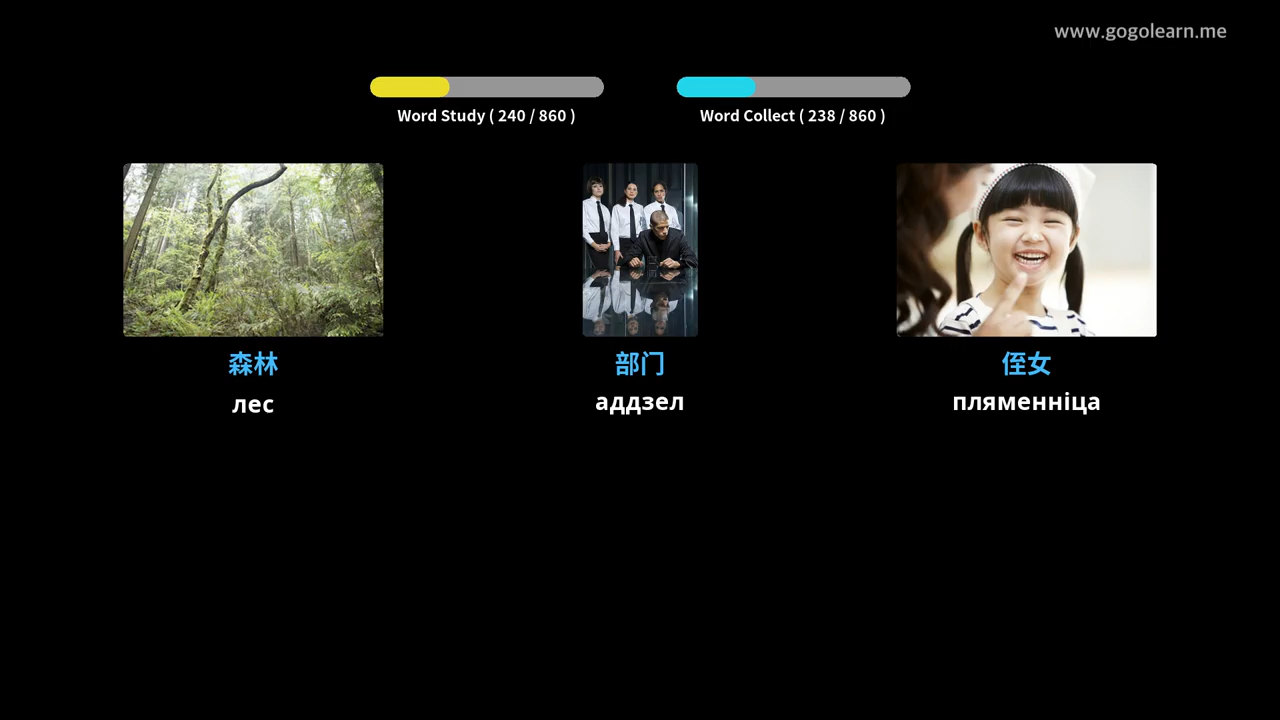 www.gogolearn.me
Word Study ( 240 / 860 )
Word Collect ( 238 / 860 )
森林
部门
侄女
лес
аддзел
пляменніца